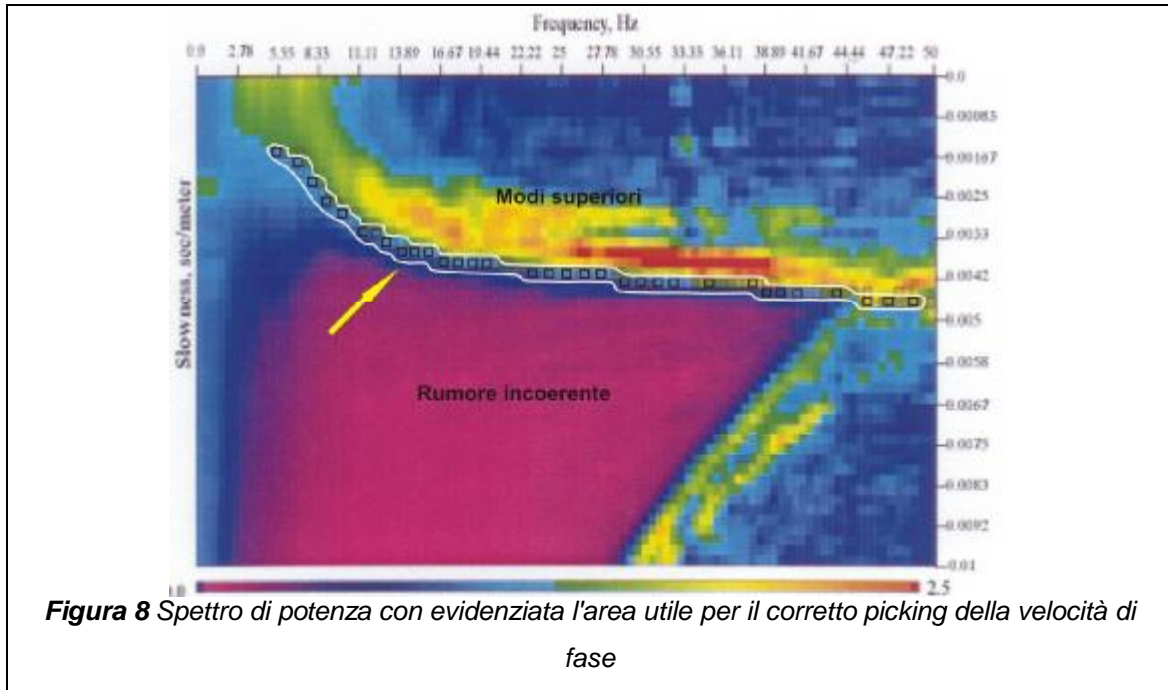 Frequency, Hz
0.0 2.78 5.55 8.33 11.11 13.89 16.67 19.44 22.22 25 27.78 30.55 33.33 36.11 38.89 41.67 44.44 47.22 50
Slowness, sec/meter
0.0
0.00083
0.00167
0.0025
0.0033
0.0042
0.005
0.0058
0.0067
0.0075
0.0083
0.0092
0.01
Modi superiori
Rumore incoerente
2.5
Figura 8 Spettro di potenza con evidenziata l'area utile per il corretto picking della velocità di
fase